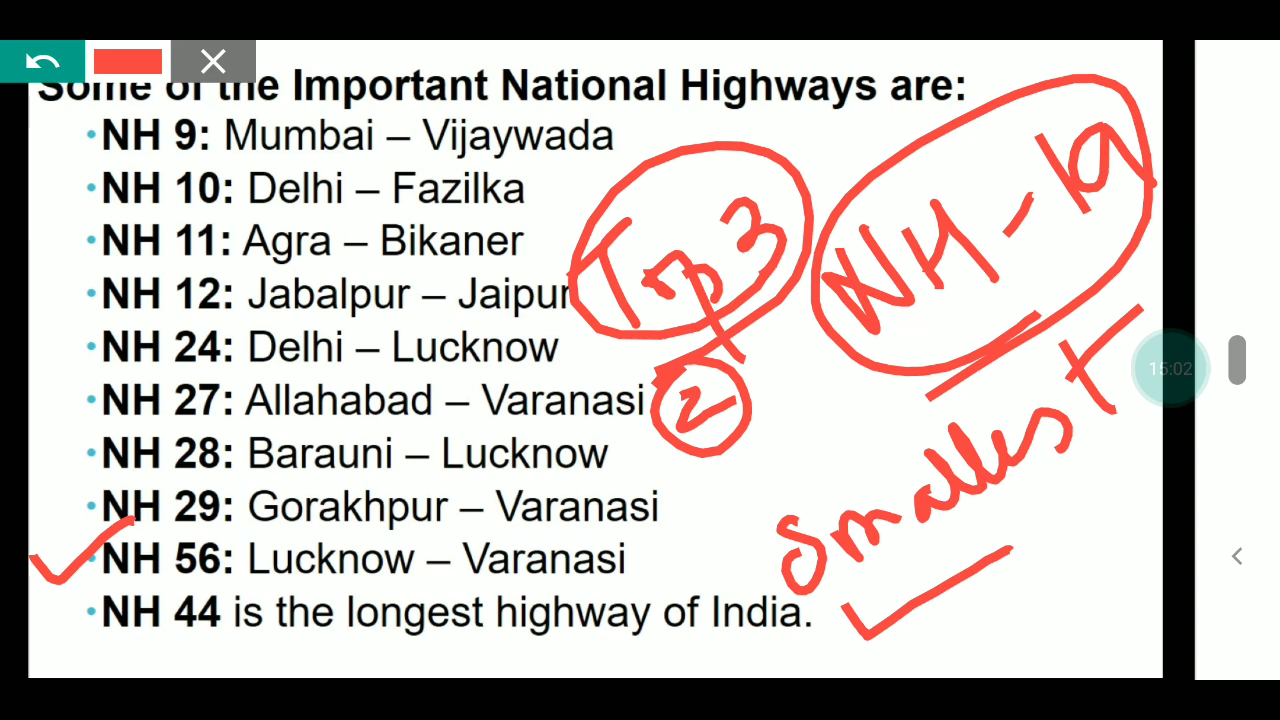 Some of the Important National Highways are:
• NH 9: Mumbai – Vijaywada
• NH 10: Delhi – Fazilka
• NH 11: Agra – Bikaner
• NH 12: Jabalpur – Jaipur
• NH 24: Delhi – Lucknow
• NH 27: Allahabad – Varanasi
• NH 28: Barauni – Lucknow
• NH 29: Gorakhpur – Varanasi
• NH 56: Lucknow – Varanasi
• NH 44 is the longest highway of India.
Top 3
2
NH -
Smallest
15:02